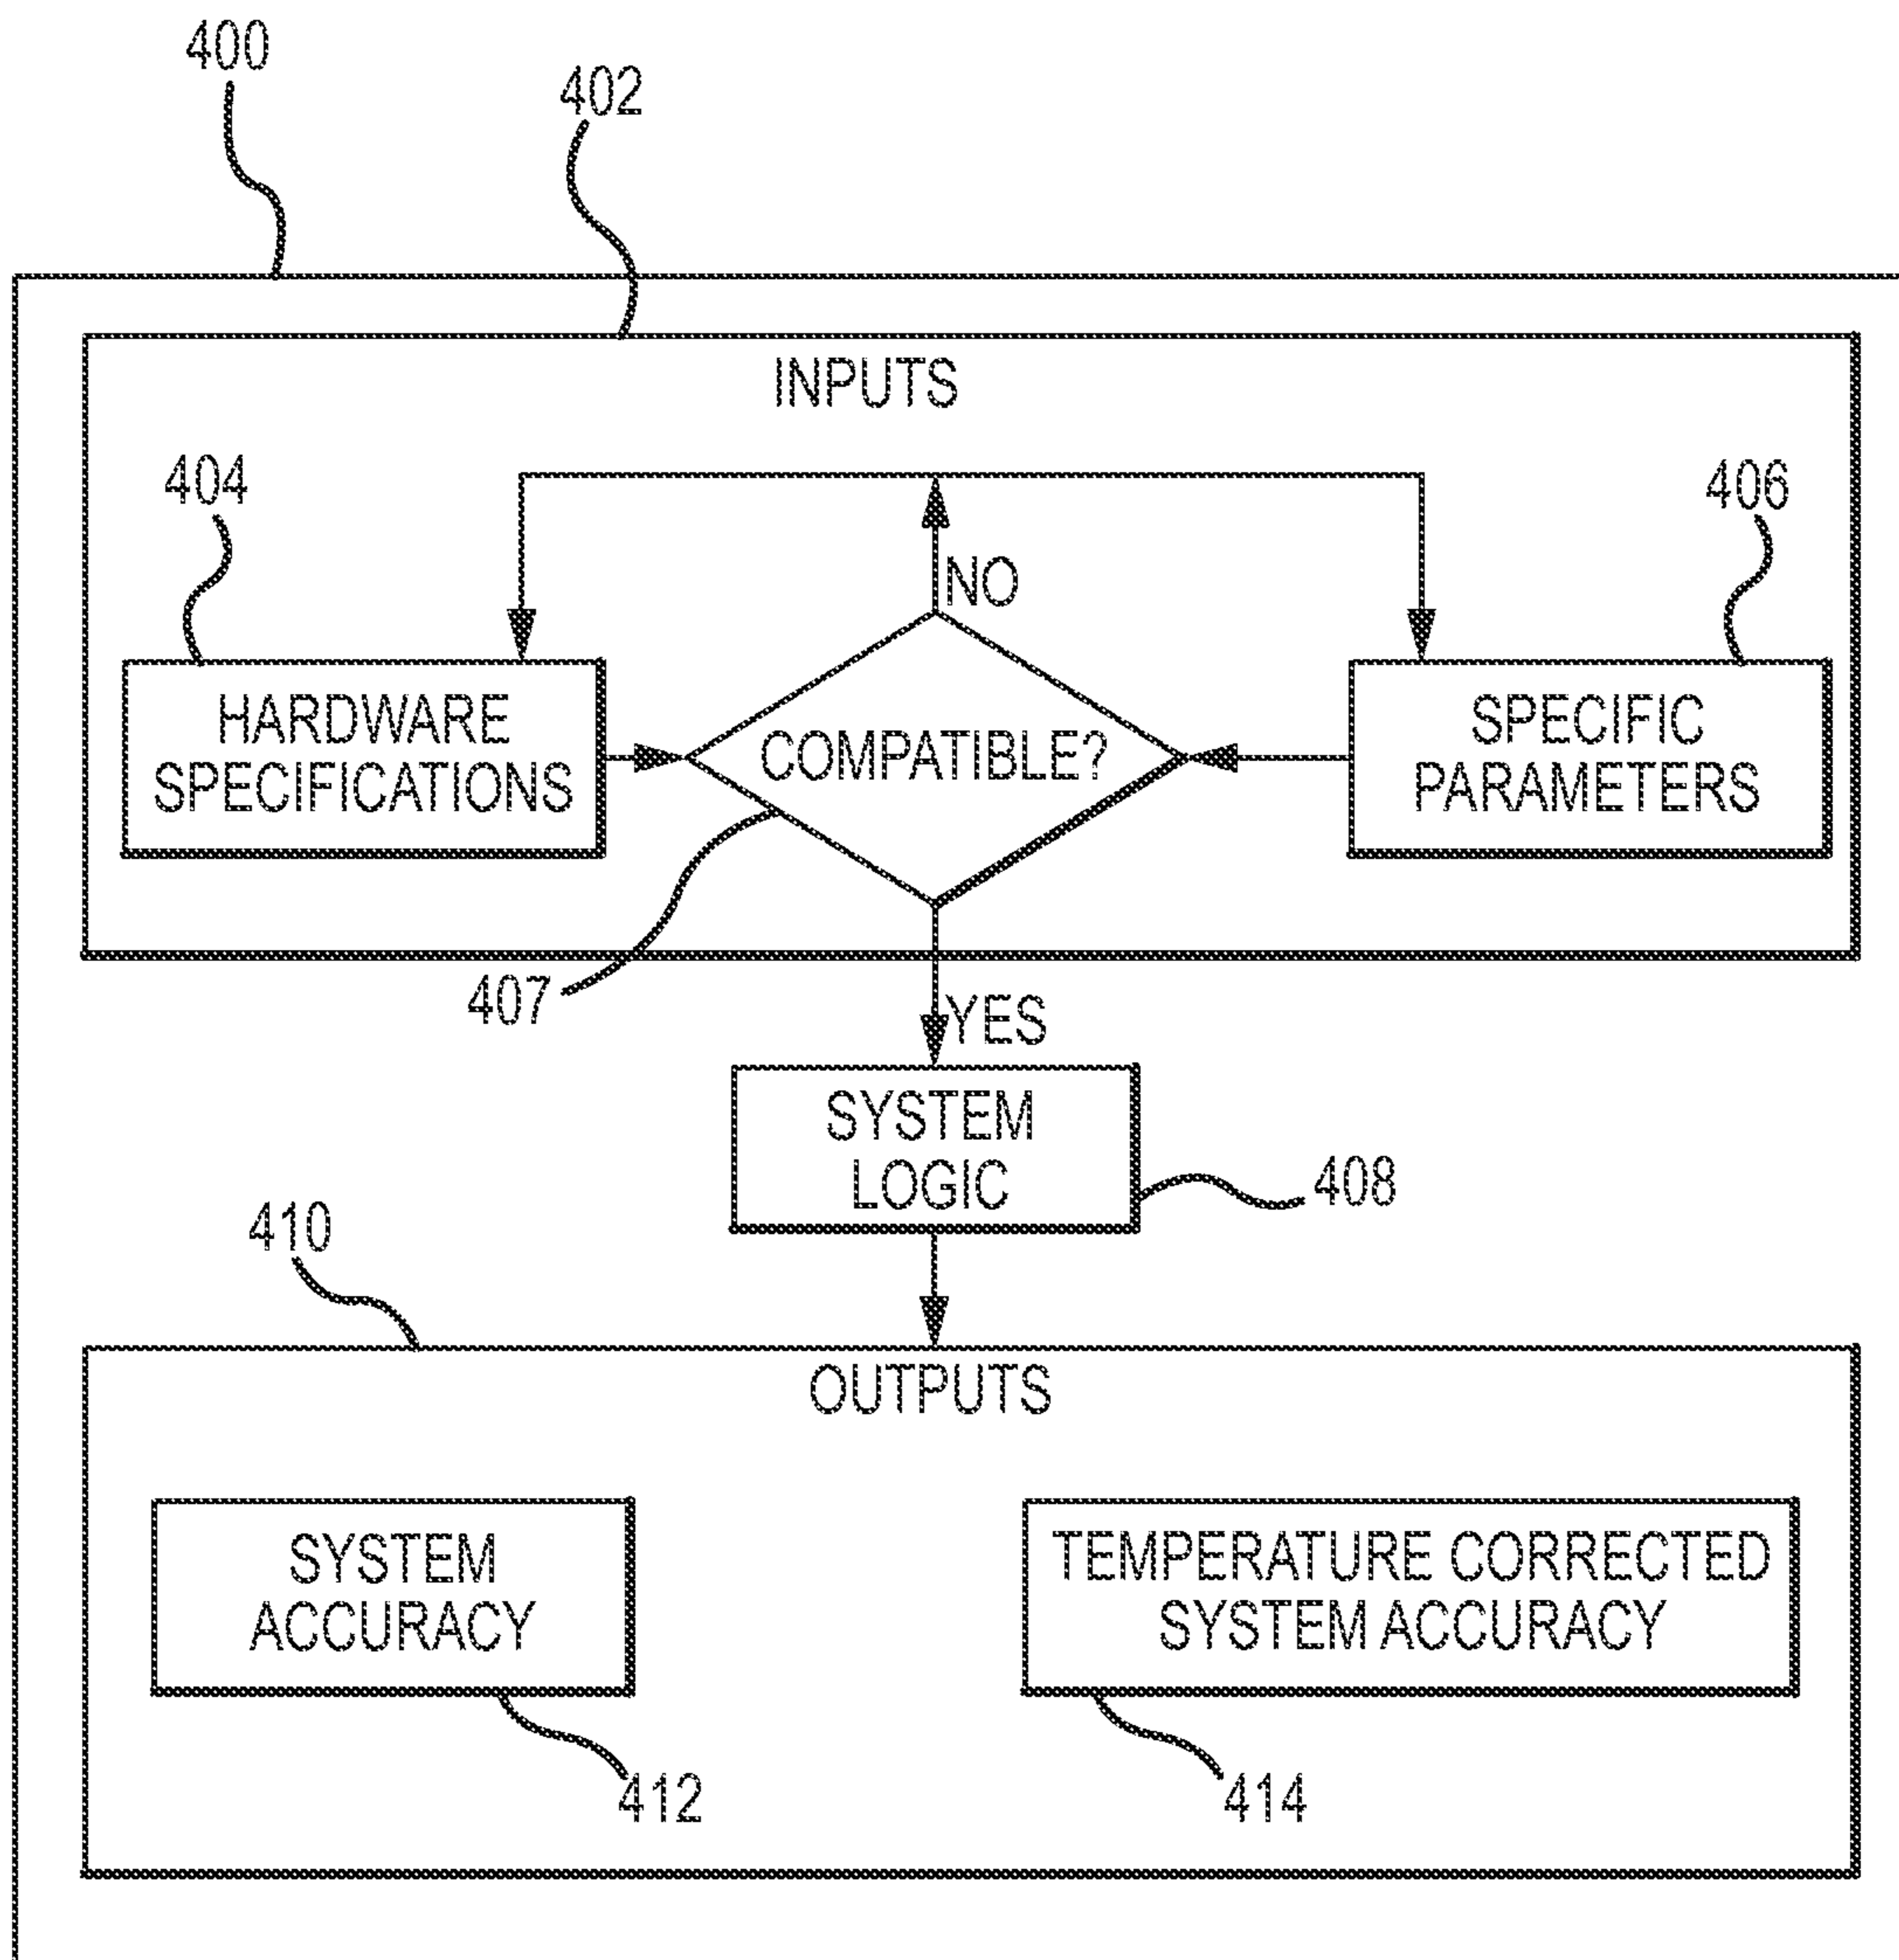 400
402
INPUTS
404
406
NO
HARDWARE
SPECIFICATIONS
COMPATIBLE?
SPECIFIC
PARAMETERS
407
YES
SYSTEM
LOGIC
408
410
OUTPUTS
SYSTEM
ACCURACY
TEMPERATURE CORRECTED
SYSTEM ACCURACY
412
414